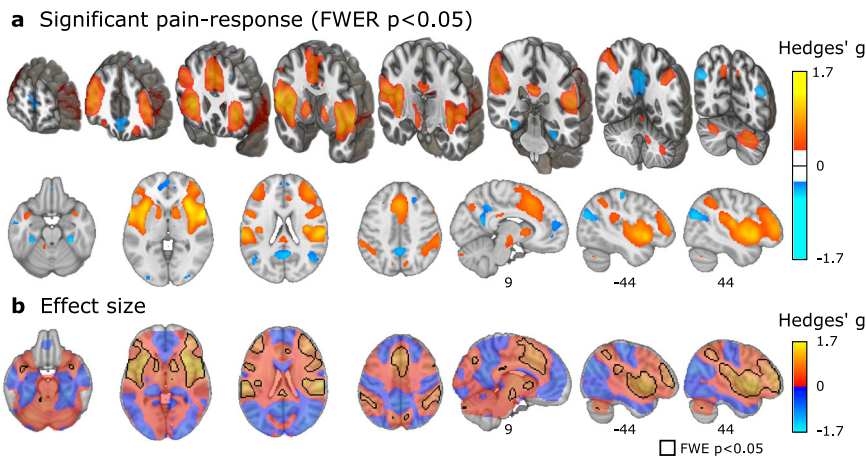 a Significant pain-response (FWER p<0.05)
Hedges' g
1.7
0
-1.7
9
-44
44
b Effect size
Hedges' g
1.7
0
-1.7
9
-44
44
FWE p<0.05